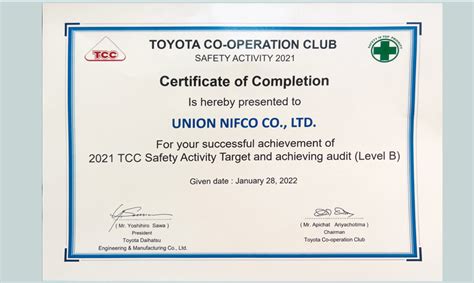 TCC
TOYOTA CO-OPERATION CLUB
SAFETY ACTIVITY 2021
Certificate of Completion
Is hereby presented to
UNION NIFCO CO., LTD.
For your successful achievement of
2021 TCC Safety Activity Target and achieving audit (Level B)
Given date : January 28, 2022
( Mr. Yoshihiro Sawa )
President
Toyota Daihatsu
Engineering & Manufacturing Co., Ltd.
( Mr. Apichat Ariyachotima )
Chairman
Toyota Co-operation Club